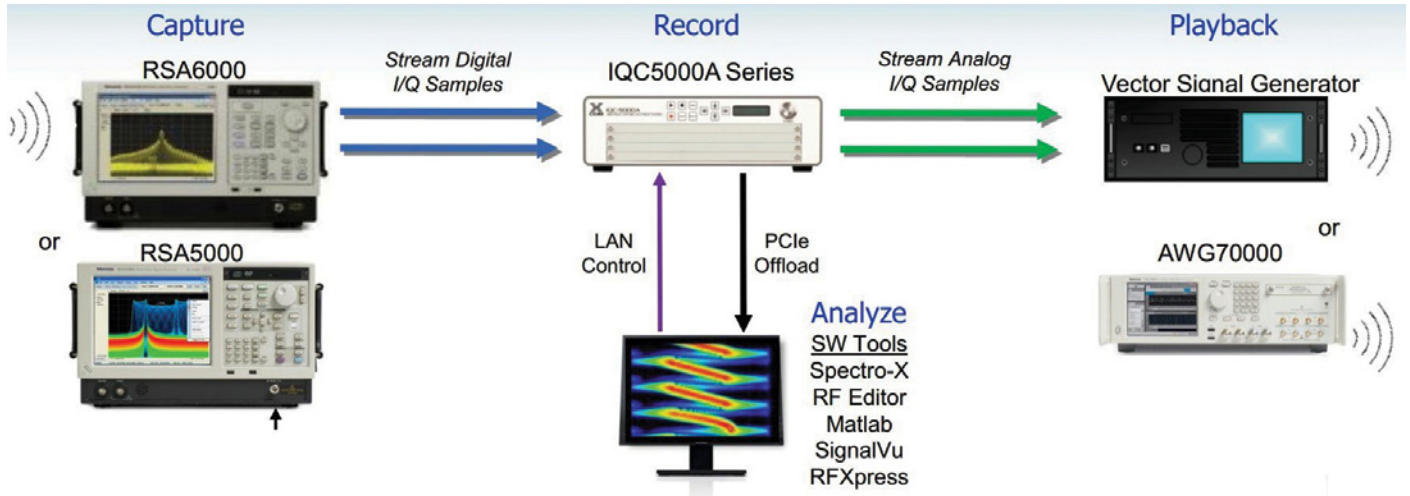 Capture
Record
Playback
RSA6000
Stream Digital
I/Q Samples
IQC5000A Series
Stream Analog
I/Q Samples
Vector Signal Generator
or
RSA5000
LAN
Control
PCIe
Offload
or
AWG70000
Analyze
SW Tools
Spectro-X
RF Editor
Matlab
SignalVu
RFXpress